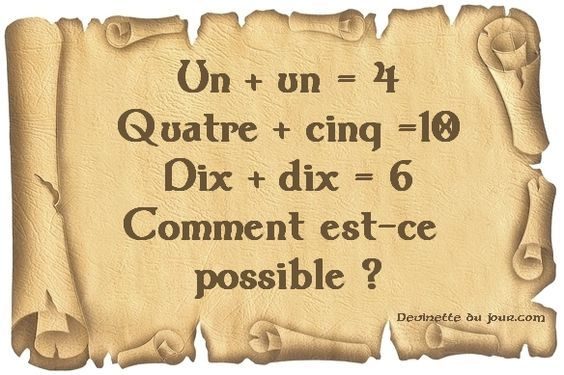 Un + un = 4
Quatre + cinq =10
Dix + dix = 6
Comment est-ce
possible ?
Devinette du jour.com